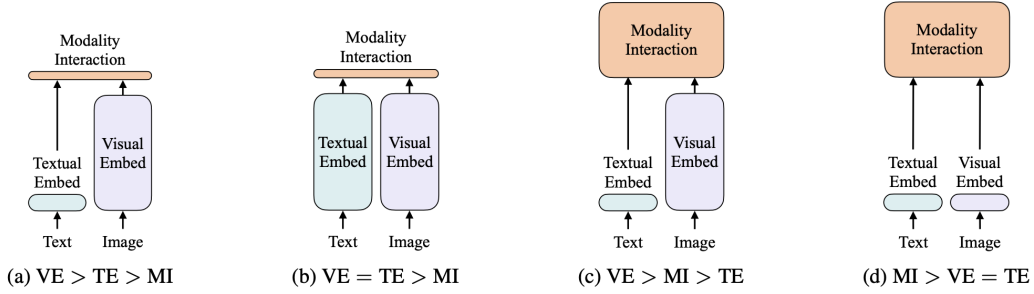 Modality
Interaction
Textual
Embed
Visual
Embed
Text
Image
(a) VE > TE > MI
Modality
Interaction
Textual
Embed
Visual
Embed
Text
Image
(b) VE = TE > MI
Modality
Interaction
Textual
Embed
Visual
Embed
Text
Image
(c) VE > MI > TE
Modality
Interaction
Textual
Embed
Visual
Embed
Text
Image
(d) MI > VE = TE